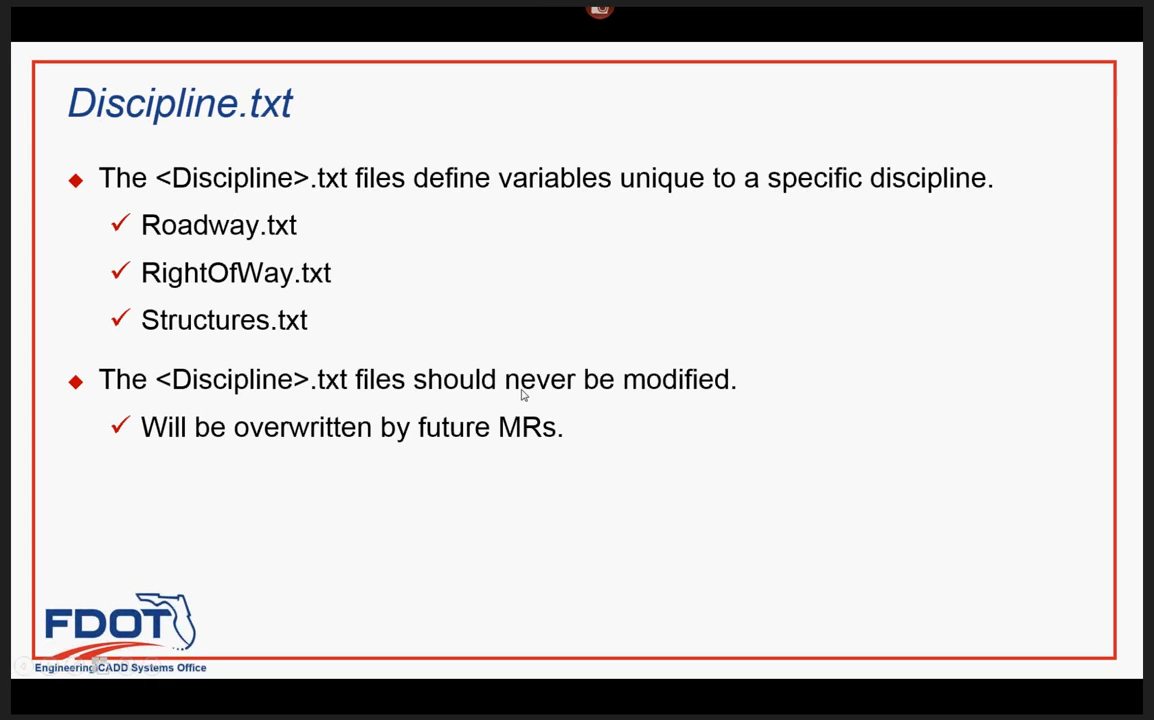 Discipline.txt
The <Discipline>.txt files define variables unique to a specific discipline.
Roadway.txt
RightOfWay.txt
Structures.txt
The <Discipline>.txt files should never be modified.
Will be overwritten by future MRs.
FDOT
Engineering/CADD Systems Office